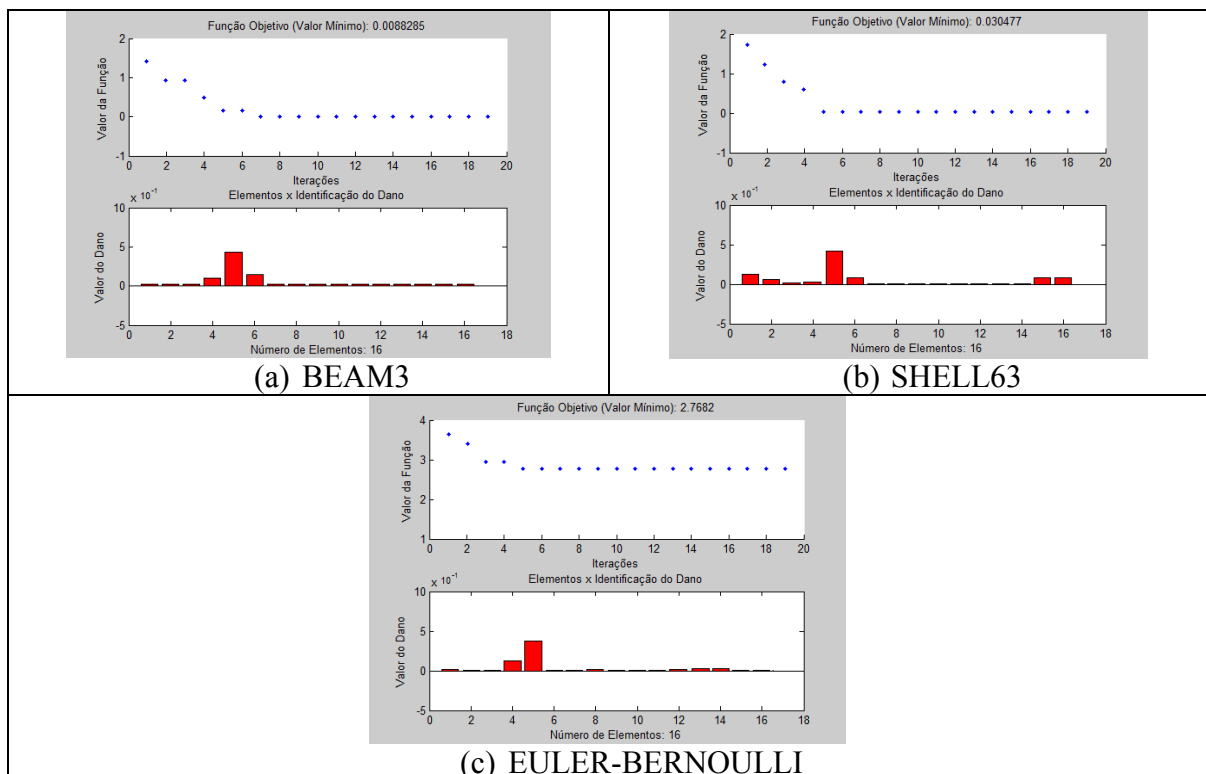 Função Objetivo (Valor Mínimo): 0.0088285
Valor da Função
2
1
0
-1
0 2 4 6 8 10 12 14 16 18 20
Iterações
Elementos x Identificação do Dano
x 10^-1
Valor do Dano
10
5
0
-5
0 2 4 6 8 10 12 14 16 18
Número de Elementos: 16
(a) BEAM3
Função Objetivo (Valor Mínimo): 0.030477
Valor da Função
2
1
0
-1
0 2 4 6 8 10 12 14 16 18 20
Iterações
Elementos x Identificação do Dano
x 10^-1
Valor do Dano
10
5
0
-5
0 2 4 6 8 10 12 14 16 18
Número de Elementos: 16
(b) SHELL63
Função Objetivo (Valor Mínimo): 2.7682
Valor da Função
4
3
2
1
0 2 4 6 8 10 12 14 16 18 20
Iterações
Elementos x Identificação do Dano
x 10^-1
Valor do Dano
10
5
0
-5
0 2 4 6 8 10 12 14 16 18
Número de Elementos: 16
(c) EULER-BERNOULLI